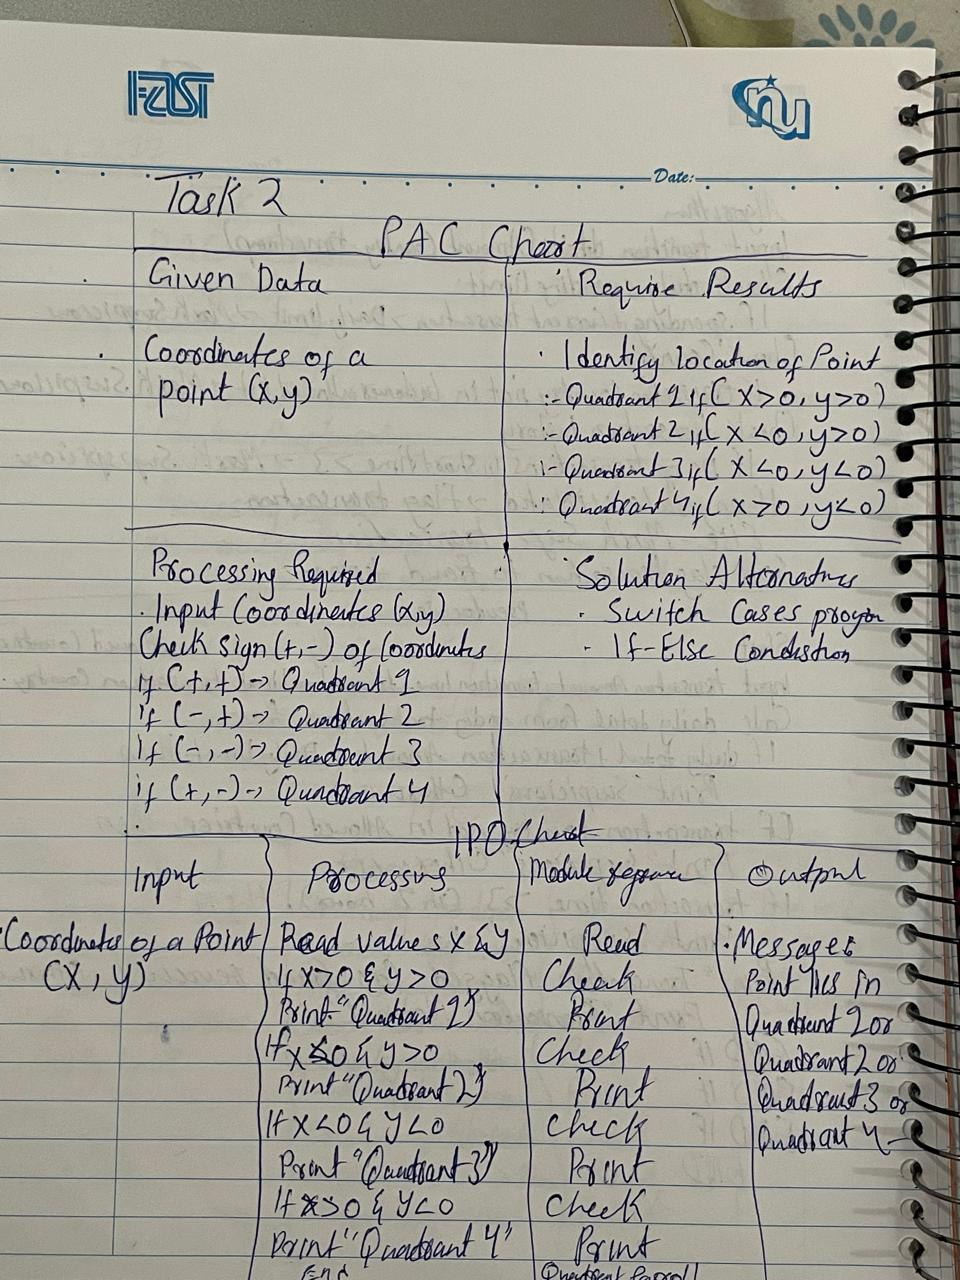 FAST
nu
Date:
Task 2
PAC Chart
Given Data
Coordinates of a
point (x,y)
Require Results
· Identify location of Point
:- Quadrant 1 if( x>0, y>0)
:- Quadrant 2 if( x<0, y>0)
:- Quadrant 3 if( x<0, y<0)
:- Quadrant 4 if( x>0, y<0)
Processing Required
· Input Coordinates (x,y)
Check sign (+,-) of Coordinates
if (+,+) -> Quadrant 1
if (-,+) -> Quadrant 2
if (-,-) -> Quadrant 3
if (+,-) -> Quadrant 4
Solution Alternatives
· Switch Cases
· If-Else Condition
IPO Chart
Input
· Coordinates of a Point
(x, y)
Processing
Read values x & y
If x>0 & y>0
Print "Quadrant 1"
If x<0 & y>0
Print "Quadrant 2"
If x<0 & y<0
Print "Quadrant 3"
If x>0 & y<0
Print "Quadrant 4"
End
Module
Read
Check
Print
Check
Print
Check
Print
Check
Print
Quadrant
Output
· Messages
Point lies in
Quadrant 1 or
Quadrant 2 or
Quadrant 3 or
Quadrant 4